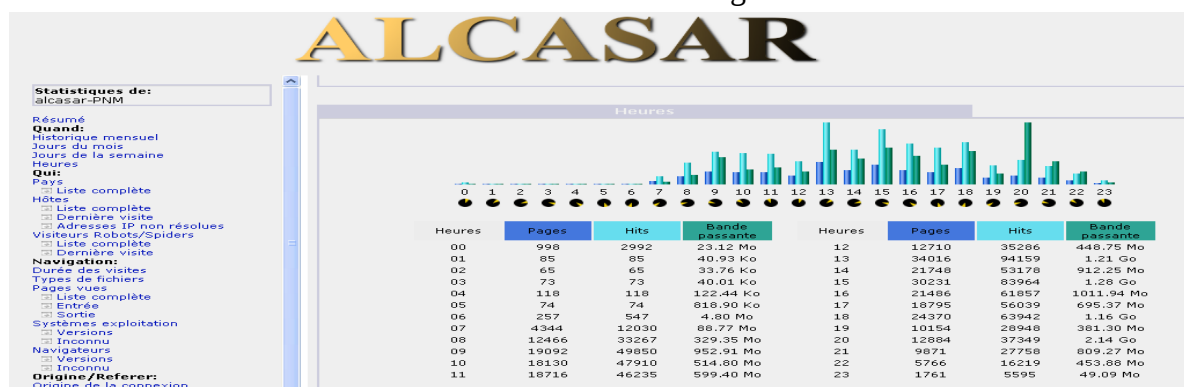 ALCASAR
Statistiques de:
alcasar-PNM
Résumé
Quand:
Historique mensuel
Jours du mois
Jours de la semaine
Heures
Qui:
Pays
Liste complète
Hôtes
Liste complète
Dernière visite
Adresses IP non résolues
Visiteurs Robots/Spiders
Liste complète
Dernière visite
Navigation:
Durée des visites
Types de fichiers
Pages vues
Liste complète
Entrée
Sortie
Systèmes exploitation
Versions
Inconnu
Navigateurs
Versions
Inconnu
Origine/Referer:
Origine de la connexion
Heures
0 1 2 3 4 5 6 7 8 9 10 11 12 13 14 15 16 17 18 19 20 21 22 23
Heures Pages Hits Bande passante Heures Pages Hits Bande passante
00 998 2992 23.12 Mo 12 12710 35286 448.75 Mo
01 85 85 40.93 Ko 13 34016 94159 1.21 Go
02 65 65 33.76 Ko 14 21748 53178 912.25 Mo
03 73 73 40.01 Ko 15 30231 83964 1.28 Go
04 118 118 122.44 Ko 16 21486 61857 1011.94 Mo
05 74 74 818.90 Ko 17 18795 56039 695.37 Mo
06 257 547 4.80 Mo 18 24370 63942 1.16 Go
07 4344 12030 88.77 Mo 19 10154 28948 381.30 Mo
08 12466 33267 329.35 Mo 20 12884 37349 2.14 Go
09 19092 49850 952.91 Mo 21 9871 27758 809.27 Mo
10 18130 47910 514.80 Mo 22 5766 16219 453.88 Mo
11 18716 46235 599.40 Mo 23 1761 5595 49.09 Mo